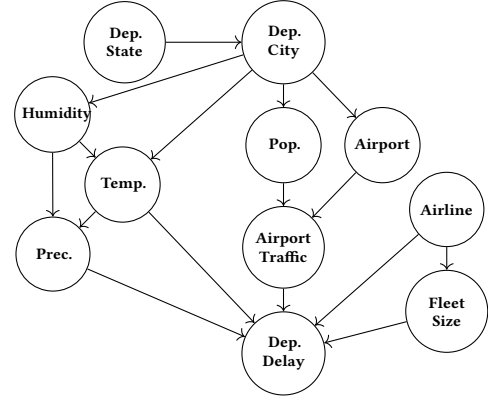 Dep.
State
Dep.
City
Humidity
Pop.
Airport
Temp.
Airline
Prec.
Airport
Traffic
Fleet
Size
Dep.
Delay